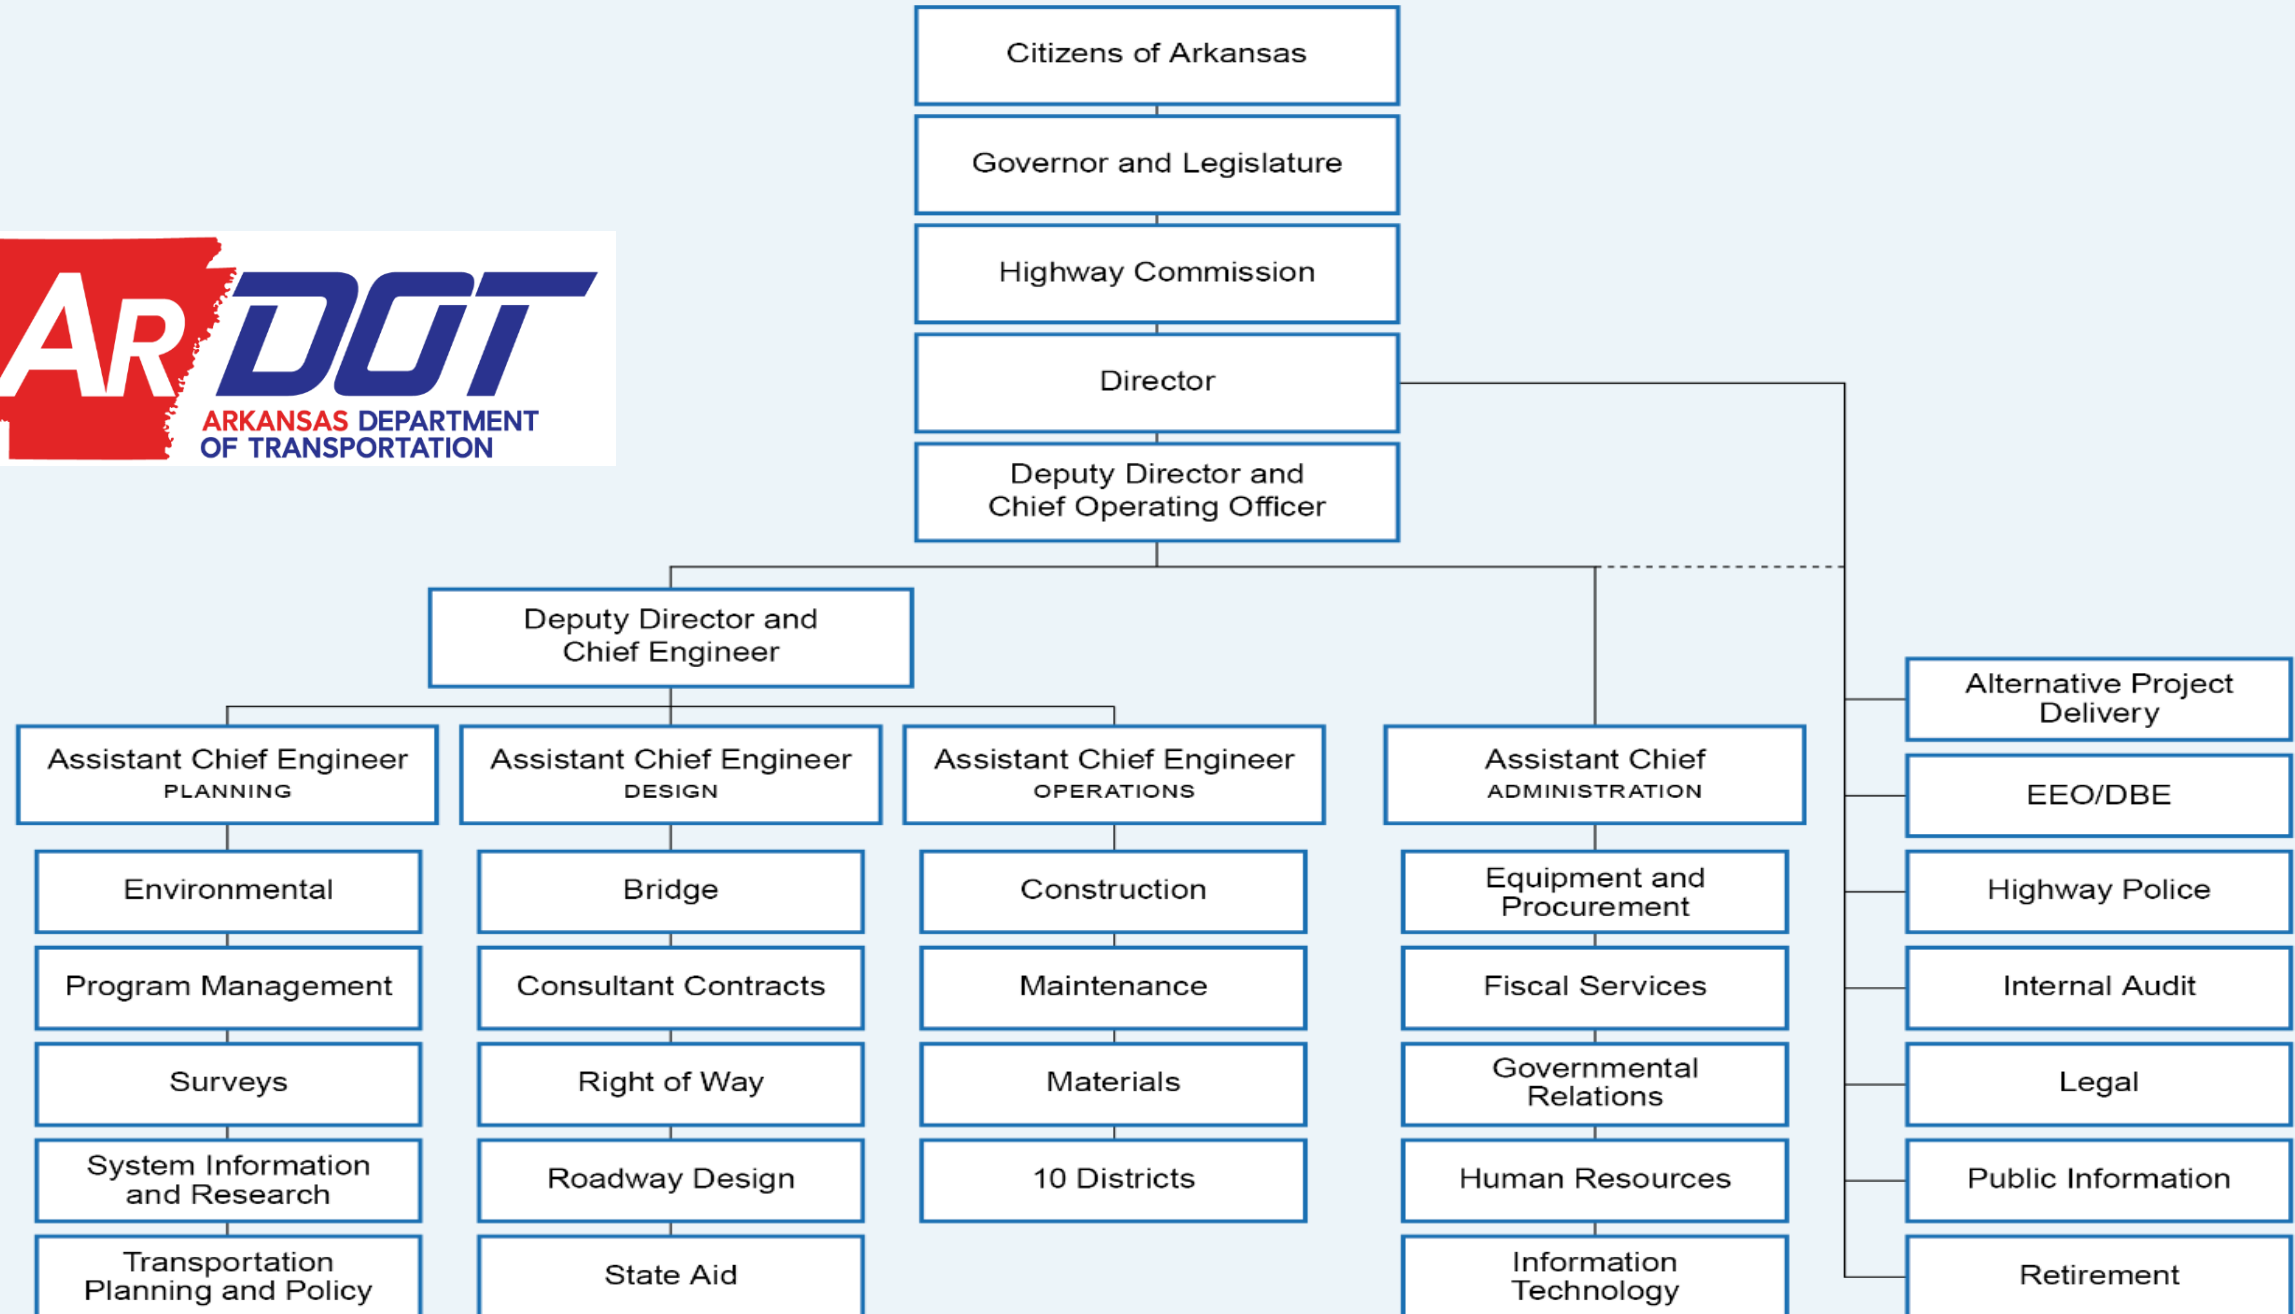 Citizens of Arkansas
Governor and Legislature
Highway Commission
Director
Deputy Director and
Chief Operating Officer
ARDOT
ARKANSAS DEPARTMENT
OF TRANSPORTATION
Deputy Director and
Chief Engineer
Assistant Chief Engineer
PLANNING
Environmental
Program Management
Surveys
System Information
and Research
Transportation
Planning and Policy
Assistant Chief Engineer
DESIGN
Bridge
Consultant Contracts
Right of Way
Roadway Design
State Aid
Assistant Chief Engineer
OPERATIONS
Construction
Maintenance
Materials
10 Districts
Assistant Chief
ADMINISTRATION
Equipment and
Procurement
Fiscal Services
Governmental
Relations
Human Resources
Information
Technology
Alternative Project
Delivery
EEO/DBE
Highway Police
Internal Audit
Legal
Public Information
Retirement